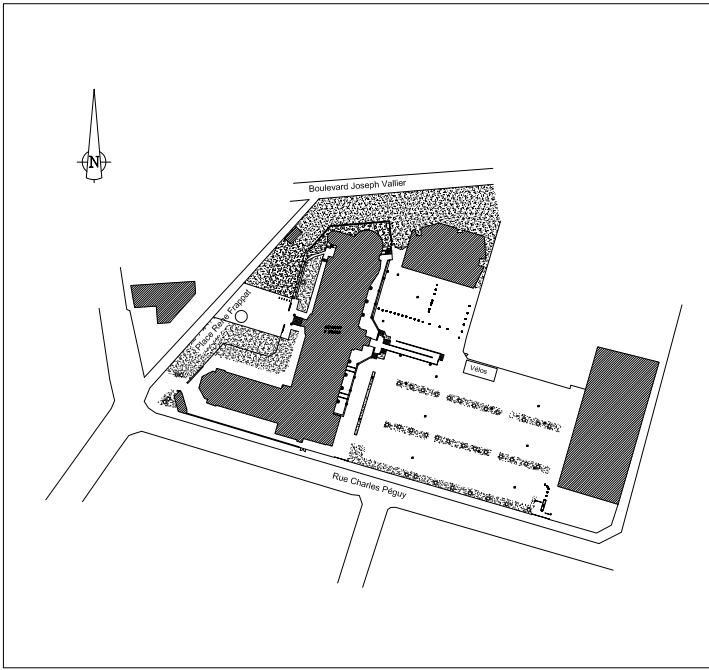 Boulevard Joseph Vallier
N
Place René Frappat
Vélos
Rue Charles Péguy